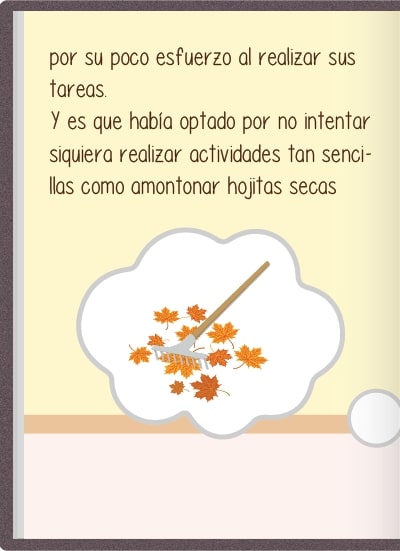 por su poco esfuerzo al realizar sus
tareas.
Y es que había optado por no intentar
siquiera realizar actividades tan senci-
llas como amontonar hojitas secas